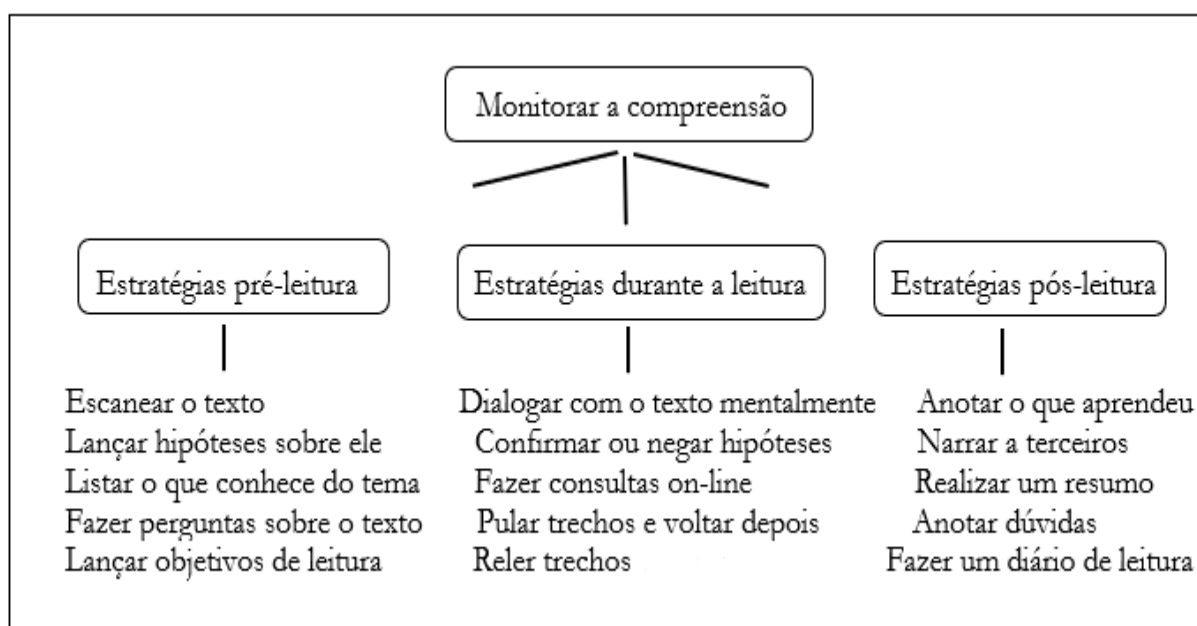 Monitorar a compreensão
Estratégias pré-leitura
Escanear o texto
Lançar hipóteses sobre ele
Listar o que conhece do tema
Fazer perguntas sobre o texto
Lançar objetivos de leitura
Estratégias durante a leitura
Dialogar com o texto mentalmente
Confirmar ou negar hipóteses
Fazer consultas on-line
Pular trechos e voltar depois
Reler trechos
Estratégias pós-leitura
Anotar o que aprendeu
Narrar a terceiros
Realizar um resumo
Anotar dúvidas
Fazer um diário de leitura